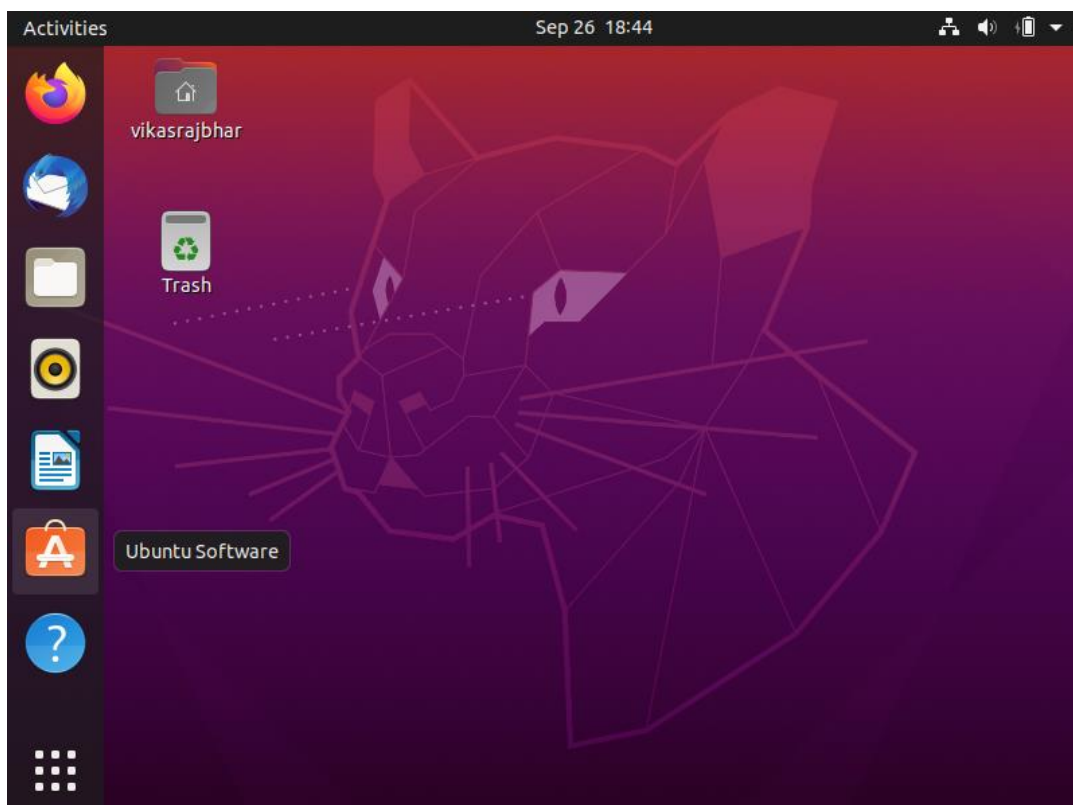 Activities
Sep 26 18:44
vikasrajbhar
Trash
Ubuntu Software